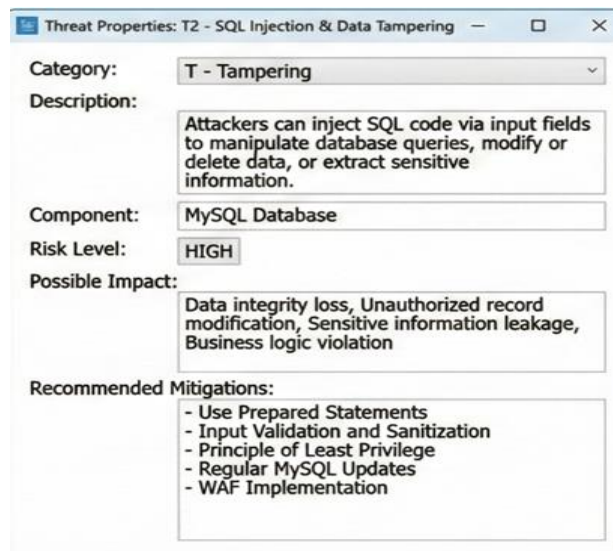 Threat Properties: T2 - SQL Injection & Data Tampering
Category:
T - Tampering
Description:
Attackers can inject SQL code via input fields
to manipulate database queries, modify or
delete data, or extract sensitive
information.
Component:
MySQL Database
Risk Level:
HIGH
Possible Impact:
Data integrity loss, Unauthorized record
modification, Sensitive information leakage,
Business logic violation
Recommended Mitigations:
- Use Prepared Statements
- Input Validation and Sanitization
- Principle of Least Privilege
- Regular MySQL Updates
- WAF Implementation